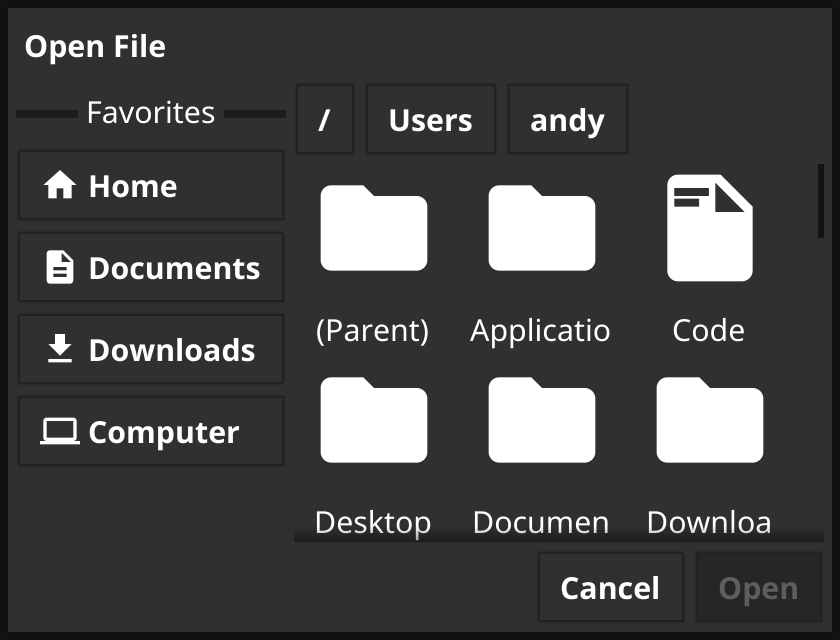 Open File
Favorites
Home
Documents
Downloads
Computer
/ Users andy
(Parent) Applicatio Code
Desktop Documen Downloa
Cancel Open